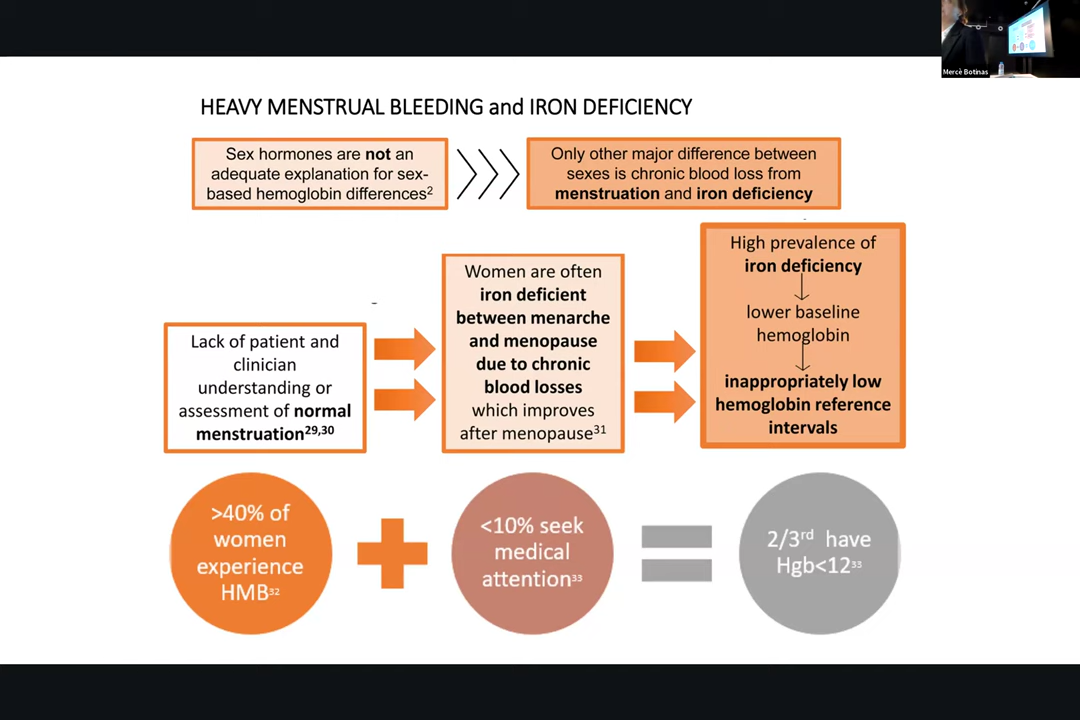 Mercè Botinas
HEAVY MENSTRUAL BLEEDING and IRON DEFICIENCY
Sex hormones are not an
adequate explanation for sex-
based hemoglobin differences2
Only other major difference between
sexes is chronic blood loss from
menstruation and iron deficiency
Lack of patient and
clinician
understanding or
assessment of normal
menstruation29,30
Women are often
iron deficient
between menarche
and menopause
due to chronic
blood losses
which improves
after menopause31
High prevalence of
iron deficiency
lower baseline
hemoglobin
inappropriately low
hemoglobin reference
intervals
>40% of
women
experience
HMB32
<10% seek
medical
attention33
2/3rd have
Hgb<1233